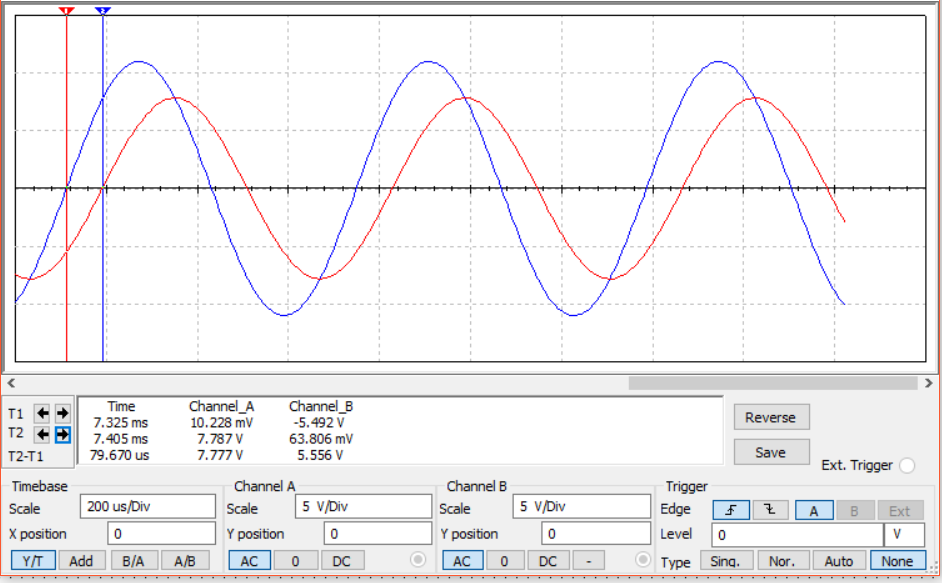 1 2
Time Channel_A Channel_B
T1 7.325 ms 10.228 mV -5.492 V
T2 7.405 ms 7.787 V 63.806 mV
T2-T1 79.670 us 7.777 V 5.556 V
Reverse
Save
Ext. Trigger
Timebase Channel A Channel B Trigger
Scale 200 us/Div Scale 5 V/Div Scale 5 V/Div Edge A B Ext
X position 0 Y position 0 Y position 0 Level 0 V
Y/T Add B/A A/B AC 0 DC AC 0 DC - Type Sing. Nor. Auto None